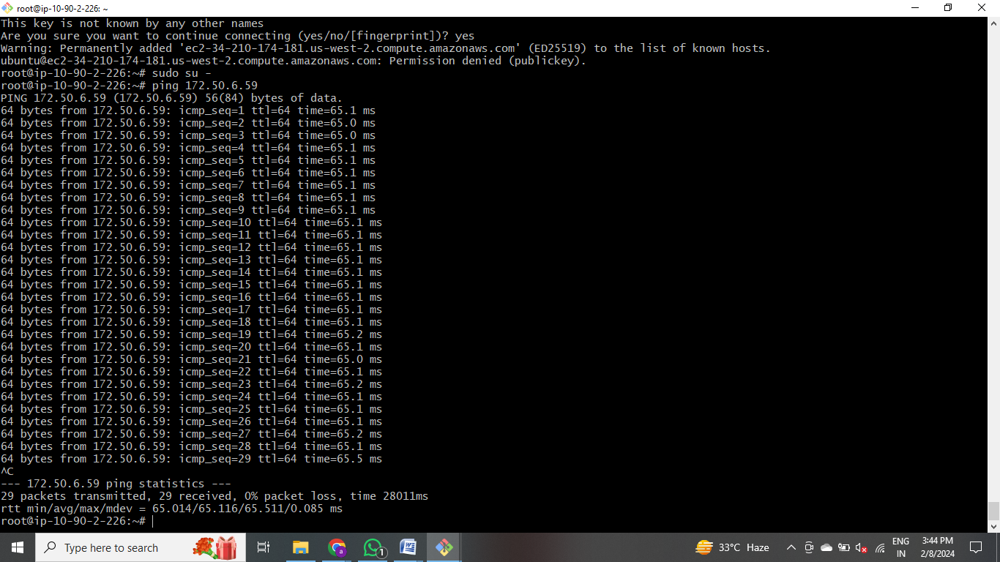 root@ip-10-90-2-226: ~
This key is not known by any other names
Are you sure you want to continue connecting (yes/no/[fingerprint])? yes
Warning: Permanently added 'ec2-34-210-174-181.us-west-2.compute.amazonaws.com' (ED25519) to the list of known hosts.
ubuntu@ec2-34-210-174-181.us-west-2.compute.amazonaws.com: Permission denied (publickey).
root@ip-10-90-2-226:~# sudo su -
root@ip-10-90-2-226:~# ping 172.50.6.59
PING 172.50.6.59 (172.50.6.59) 56(84) bytes of data.
64 bytes from 172.50.6.59: icmp_seq=1 ttl=64 time=65.1 ms
64 bytes from 172.50.6.59: icmp_seq=2 ttl=64 time=65.0 ms
64 bytes from 172.50.6.59: icmp_seq=3 ttl=64 time=65.0 ms
64 bytes from 172.50.6.59: icmp_seq=4 ttl=64 time=65.1 ms
64 bytes from 172.50.6.59: icmp_seq=5 ttl=64 time=65.1 ms
64 bytes from 172.50.6.59: icmp_seq=6 ttl=64 time=65.1 ms
64 bytes from 172.50.6.59: icmp_seq=7 ttl=64 time=65.1 ms
64 bytes from 172.50.6.59: icmp_seq=8 ttl=64 time=65.1 ms
64 bytes from 172.50.6.59: icmp_seq=9 ttl=64 time=65.1 ms
64 bytes from 172.50.6.59: icmp_seq=10 ttl=64 time=65.1 ms
64 bytes from 172.50.6.59: icmp_seq=11 ttl=64 time=65.1 ms
64 bytes from 172.50.6.59: icmp_seq=12 ttl=64 time=65.1 ms
64 bytes from 172.50.6.59: icmp_seq=13 ttl=64 time=65.1 ms
64 bytes from 172.50.6.59: icmp_seq=14 ttl=64 time=65.1 ms
64 bytes from 172.50.6.59: icmp_seq=15 ttl=64 time=65.1 ms
64 bytes from 172.50.6.59: icmp_seq=16 ttl=64 time=65.1 ms
64 bytes from 172.50.6.59: icmp_seq=17 ttl=64 time=65.1 ms
64 bytes from 172.50.6.59: icmp_seq=18 ttl=64 time=65.1 ms
64 bytes from 172.50.6.59: icmp_seq=19 ttl=64 time=65.2 ms
64 bytes from 172.50.6.59: icmp_seq=20 ttl=64 time=65.1 ms
64 bytes from 172.50.6.59: icmp_seq=21 ttl=64 time=65.0 ms
64 bytes from 172.50.6.59: icmp_seq=22 ttl=64 time=65.1 ms
64 bytes from 172.50.6.59: icmp_seq=23 ttl=64 time=65.2 ms
64 bytes from 172.50.6.59: icmp_seq=24 ttl=64 time=65.1 ms
64 bytes from 172.50.6.59: icmp_seq=25 ttl=64 time=65.1 ms
64 bytes from 172.50.6.59: icmp_seq=26 ttl=64 time=65.1 ms
64 bytes from 172.50.6.59: icmp_seq=27 ttl=64 time=65.2 ms
64 bytes from 172.50.6.59: icmp_seq=28 ttl=64 time=65.1 ms
64 bytes from 172.50.6.59: icmp_seq=29 ttl=64 time=65.5 ms
^C
--- 172.50.6.59 ping statistics ---
29 packets transmitted, 29 received, 0% packet loss, time 28011ms
rtt min/avg/max/mdev = 65.014/65.116/65.511/0.085 ms
root@ip-10-90-2-226:~#
Type here to search
a
1
W
33°C Haze
ENG
IN
3:44 PM
2/8/2024